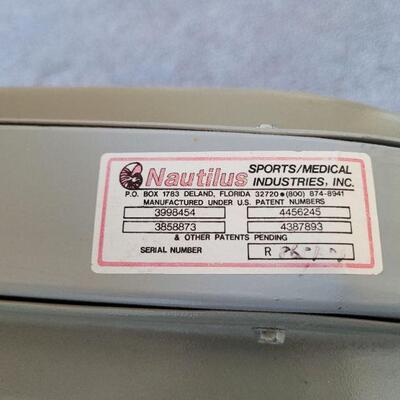 Nautilus SPORTS/MEDICAL
INDUSTRIES, INC.
P.O. BOX 1783 DELAND, FLORIDA 32720 • (800) 874-8941
MANUFACTURED UNDER U.S. PATENT NUMBERS
3998454 4456245
3858873 4387893
& OTHER PATENTS PENDING
SERIAL NUMBER R